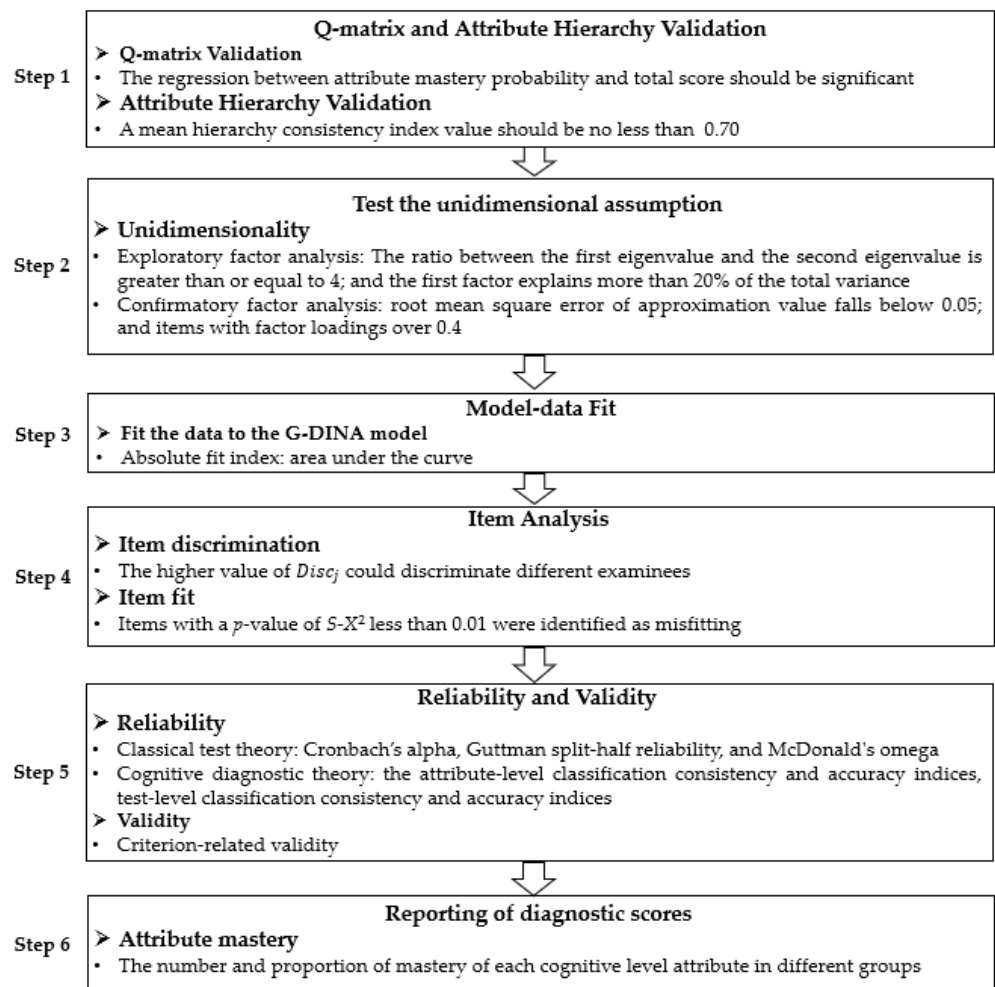 Q-matrix and Attribute Hierarchy Validation
➤ Q-matrix Validation
Step 1
• The regression between attribute mastery probability and total score should be significant
➤ Attribute Hierarchy Validation
• A mean hierarchy consistency index value should be no less than 0.70
Test the unidimensional assumption
➤ Unidimensionality
Step 2
• Exploratory factor analysis: The ratio between the first eigenvalue and the second eigenvalue is
greater than or equal to 4; and the first factor explains more than 20% of the total variance
• Confirmatory factor analysis: root mean square error of approximation value falls below 0.05;
and items with factor loadings over 0.4
Model-data Fit
Step 3
➤ Fit the data to the G-DINA model
• Absolute fit index: area under the curve
Item Analysis
➤ Item discrimination
Step 4
• The higher value of Discⱼ could discriminate different examinees
➤ Item fit
• Items with a p-value of S-X² less than 0.01 were identified as misfitting
Reliability and Validity
➤ Reliability
• Classical test theory: Cronbach's alpha, Guttman split-half reliability, and McDonald's omega
Step 5
• Cognitive diagnostic theory: the attribute-level classification consistency and accuracy indices,
test-level classification consistency and accuracy indices
➤ Validity
• Criterion-related validity
Reporting of diagnostic scores
Step 6
➤ Attribute mastery
• The number and proportion of mastery of each cognitive level attribute in different groups